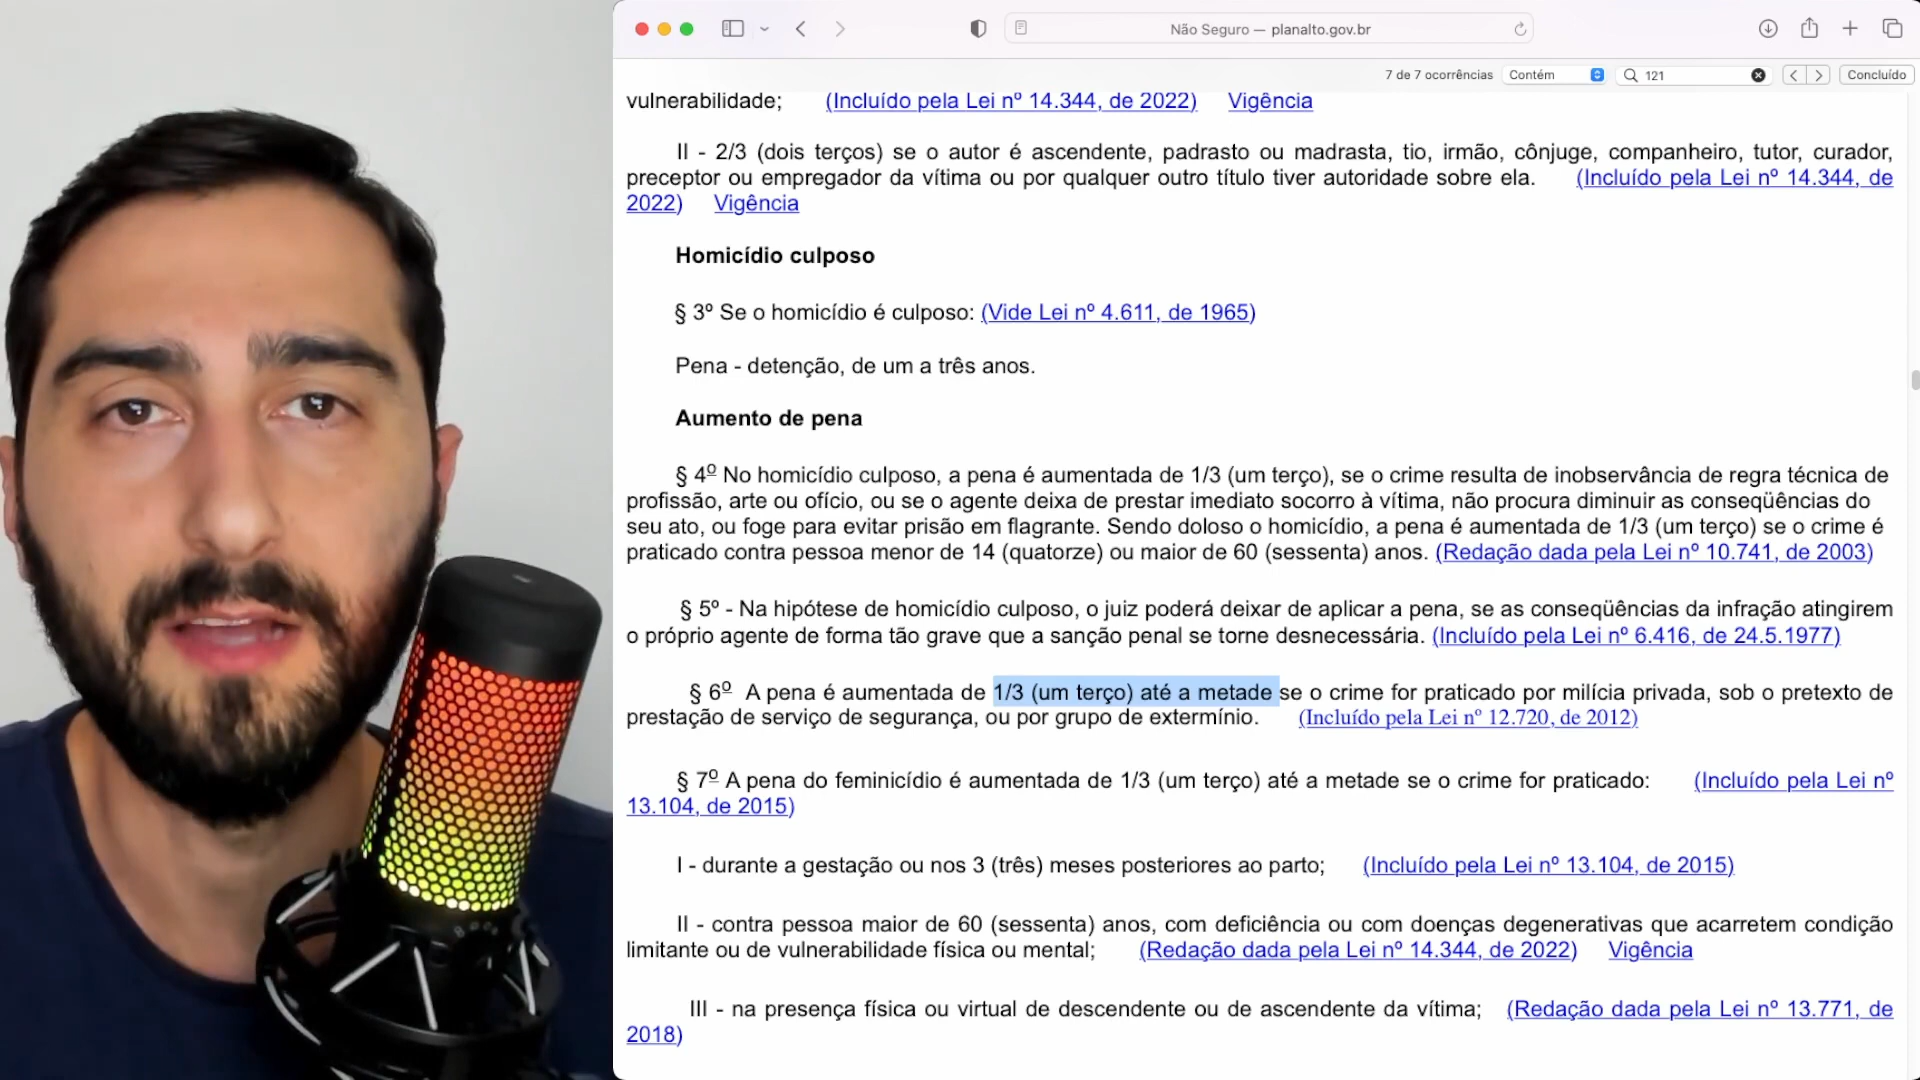 Não Seguro — planalto.gov.br
7 de 7 ocorrências Contém 121 Concluído
vulnerabilidade; (Incluído pela Lei nº 14.344, de 2022) Vigência
II - 2/3 (dois terços) se o autor é ascendente, padrasto ou madrasta, tio, irmão, cônjuge, companheiro, tutor, curador,
preceptor ou empregador da vítima ou por qualquer outro título tiver autoridade sobre ela. (Incluído pela Lei nº 14.344, de
2022) Vigência
Homicídio culposo
§ 3º Se o homicídio é culposo: (Vide Lei nº 4.611, de 1965)
Pena - detenção, de um a três anos.
Aumento de pena
§ 4º No homicídio culposo, a pena é aumentada de 1/3 (um terço), se o crime resulta de inobservância de regra técnica de
profissão, arte ou ofício, ou se o agente deixa de prestar imediato socorro à vítima, não procura diminuir as conseqüências do
seu ato, ou foge para evitar prisão em flagrante. Sendo doloso o homicídio, a pena é aumentada de 1/3 (um terço) se o crime é
praticado contra pessoa menor de 14 (quatorze) ou maior de 60 (sessenta) anos. (Redação dada pela Lei nº 10.741, de 2003)
§ 5º - Na hipótese de homicídio culposo, o juiz poderá deixar de aplicar a pena, se as conseqüências da infração atingirem
o próprio agente de forma tão grave que a sanção penal se torne desnecessária. (Incluído pela Lei nº 6.416, de 24.5.1977)
§ 6º A pena é aumentada de 1/3 (um terço) até a metade se o crime for praticado por milícia privada, sob o pretexto de
prestação de serviço de segurança, ou por grupo de extermínio. (Incluído pela Lei nº 12.720, de 2012)
§ 7º A pena do feminicídio é aumentada de 1/3 (um terço) até a metade se o crime for praticado: (Incluído pela Lei nº
13.104, de 2015)
I - durante a gestação ou nos 3 (três) meses posteriores ao parto; (Incluído pela Lei nº 13.104, de 2015)
II - contra pessoa maior de 60 (sessenta) anos, com deficiência ou com doenças degenerativas que acarretem condição
limitante ou de vulnerabilidade física ou mental; (Redação dada pela Lei nº 14.344, de 2022) Vigência
III - na presença física ou virtual de descendente ou de ascendente da vítima; (Redação dada pela Lei nº 13.771, de
2018)